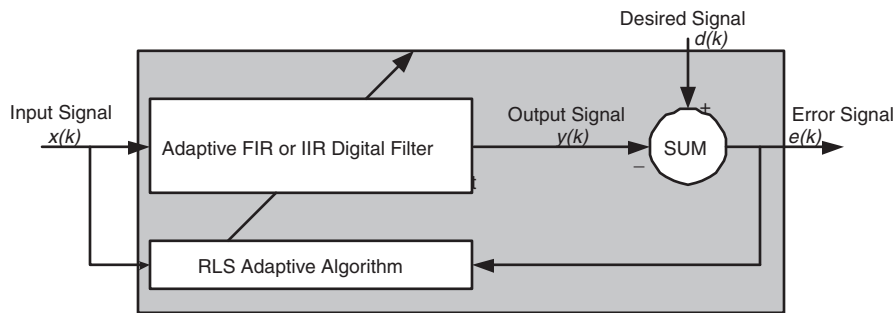 Desired Signal
d(k)
Input Signal
x(k)
Adaptive FIR or IIR Digital Filter
Output Signal
y(k)
+
−
SUM
Error Signal
e(k)
t
RLS Adaptive Algorithm